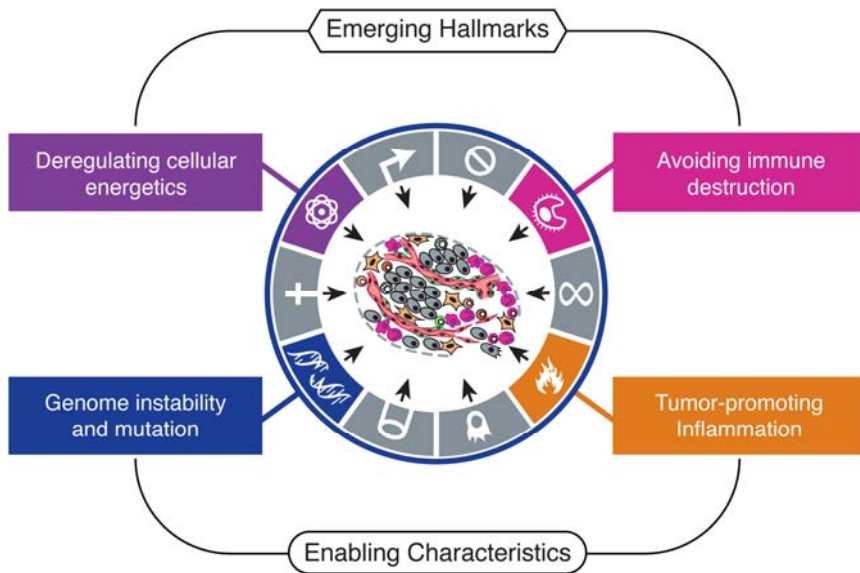 Emerging Hallmarks
Deregulating cellular
energetics
Avoiding immune
destruction
Genome instability
and mutation
Tumor-promoting
Inflammation
Enabling Characteristics